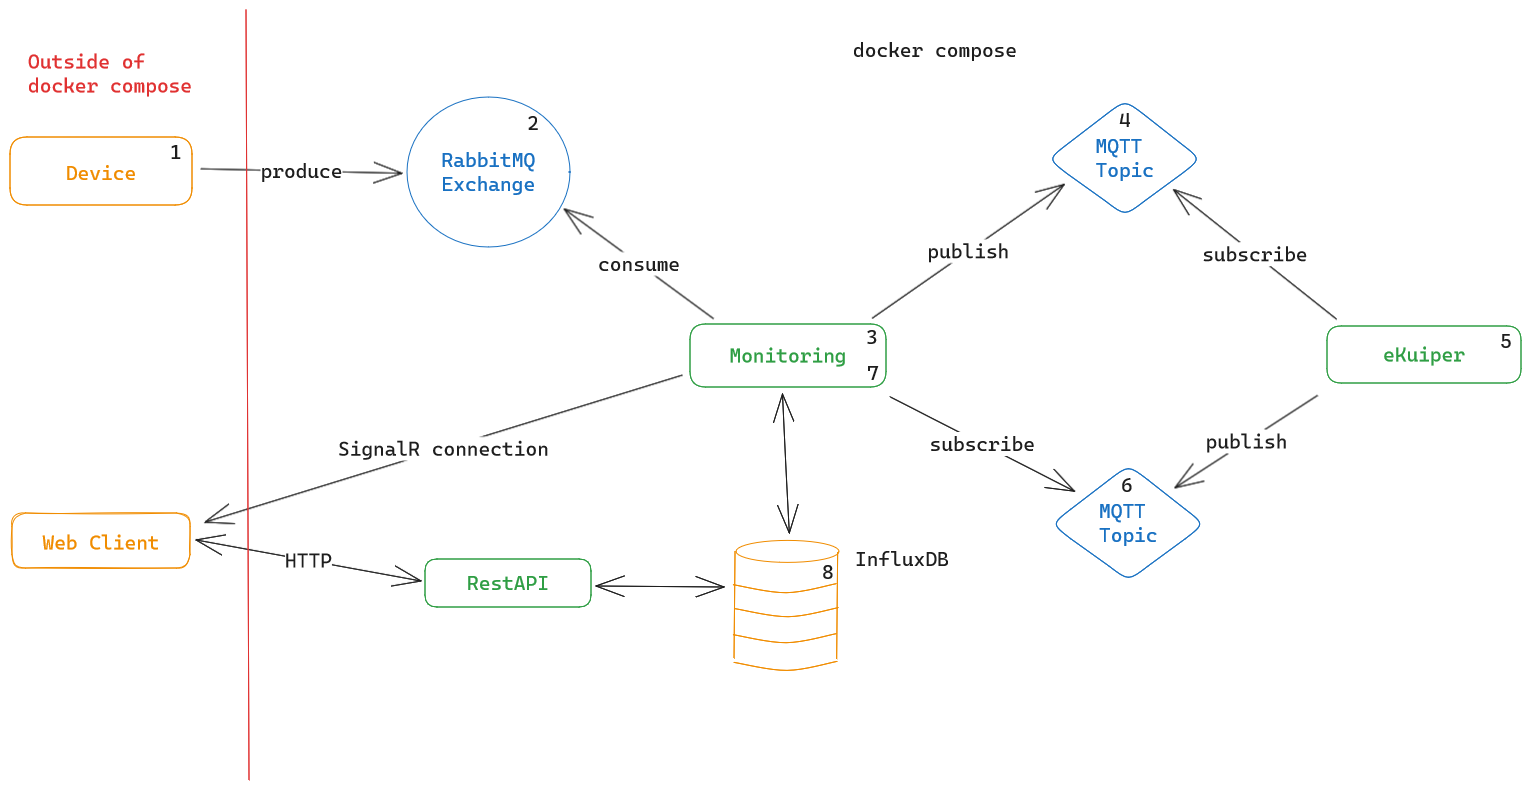 docker compose
Outside of
docker compose
1
Device
produce
2
RabbitMQ
Exchange
4
MQTT
Topic
consume
publish
subscribe
3
Monitoring
7
5
eKuiper
SignalR connection
subscribe
publish
6
MQTT
Topic
Web Client
HTTP
RestAPI
InfluxDB
8